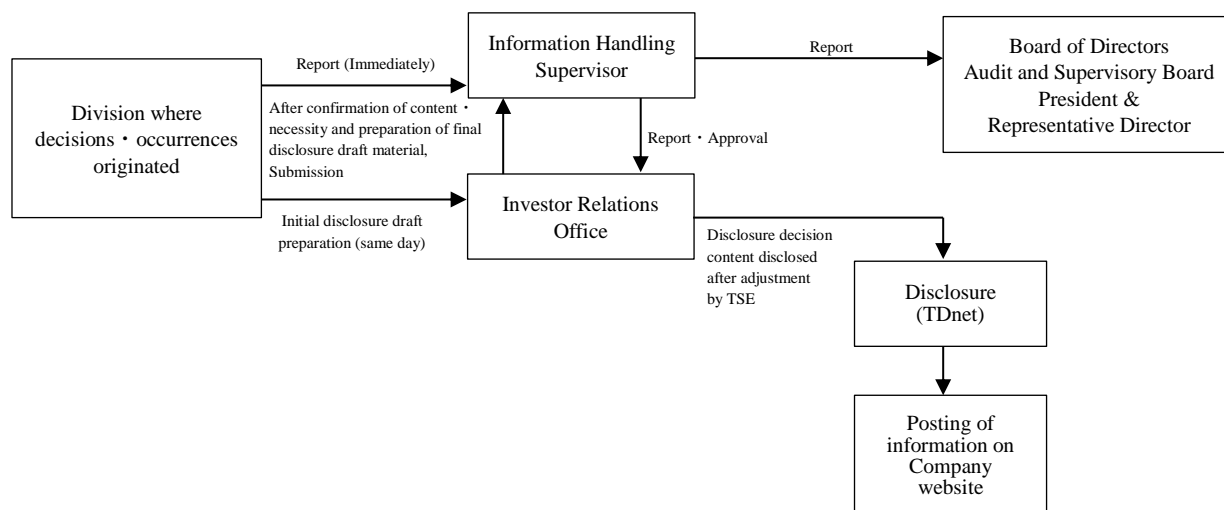 Division where
decisions・occurrences
originated
Report (Immediately)
After confirmation of content・
necessity and preparation of final
disclosure draft material,
Submission
Initial disclosure draft
preparation (same day)
Information Handling
Supervisor
Report・Approval
Investor Relations
Office
Report
Board of Directors
Audit and Supervisory Board
President &
Representative Director
Disclosure decision
content disclosed
after adjustment
by TSE
Disclosure
(TDnet)
Posting of
information on
Company
website